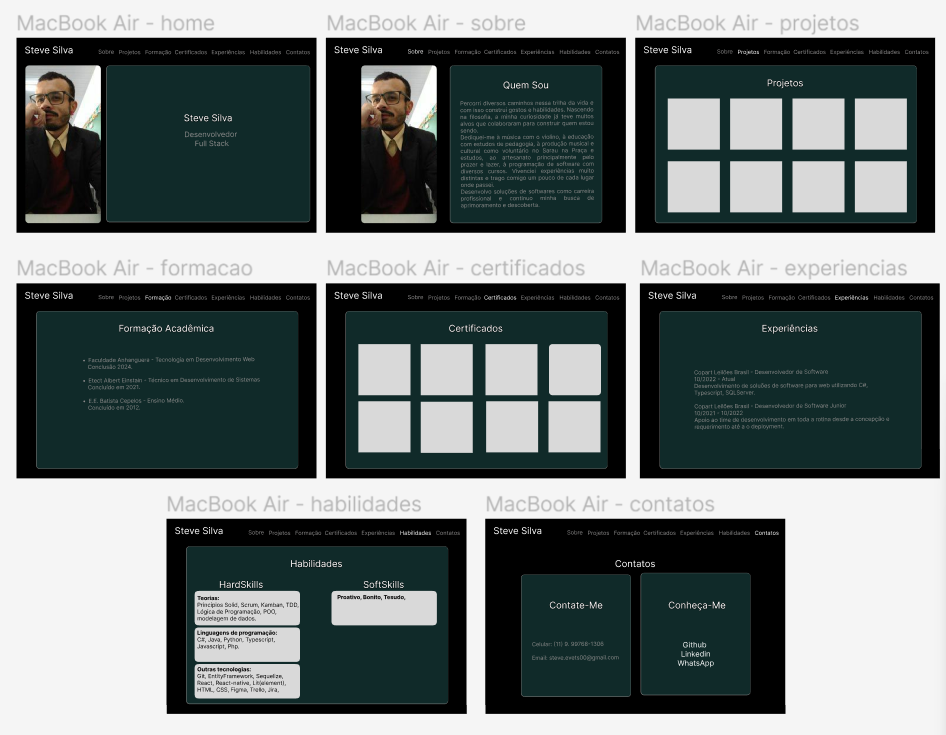 MacBook Air - home
Steve Silva
Sobre Projetos Formação Certificados Experiências Habilidades Contatos
Steve Silva
Desenvolvedor
Full Stack
MacBook Air - sobre
Steve Silva
Sobre Projetos Formação Certificados Experiências Habilidades Contatos
Quem Sou
Percorri diversos caminhos nessa trilha da vida e
com isso construí gostos e habilidades. Nascendo
na filosofia, a minha curiosidade já teve muitos
alvos que colaboraram para construir quem estou
sendo.
Dediquei-me à música com o violino, à educação
com estudos de pedagogia, à produção musical e
cultural como voluntário no Sarau na Praça e
estudos, ao artesanato principalmente pelo
prazer e lazer, à programação de software com
diversos cursos. Vivenciei experiências muito
distintas e trago comigo um pouco de cada lugar
onde passei.
Desenvolvo soluções de softwares como carreira
profissional e continuo minha busca de
aprimoramento e descoberta.
MacBook Air - projetos
Steve Silva
Sobre Projetos Formação Certificados Experiências Habilidades Contatos
Projetos
MacBook Air - formacao
Steve Silva
Sobre Projetos Formação Certificados Experiências Habilidades Contatos
Formação Acadêmica
• Faculdade Anhanguera - Tecnologia em Desenvolvimento Web
Conclusão 2024.
• Etect Albert Einstein - Técnico em Desenvolvimento de Sistemas
Concluído em 2021.
• E.E. Batista Cepelos - Ensino Médio.
Concluído em 2012.
MacBook Air - certificados
Steve Silva
Sobre Projetos Formação Certificados Experiências Habilidades Contatos
Certificados
MacBook Air - experiencias
Steve Silva
Sobre Projetos Formação Certificados Experiências Habilidades Contatos
Experiências
Copart Leilões Brasil - Desenvolvedor de Software
10/2022 - Atual
Desenvolvimento de soluões de software para web utilizando C#,
Typescript, SQLServer.
Copart Leilões Brasil - Desenvolvedor de Software Junior
10/2021 - 10/2022
Apoio ao time de desenvolvimento em toda a rotina desde a concepção e
requerimento até a o deployment.
MacBook Air - habilidades
Steve Silva
Sobre Projetos Formação Certificados Experiências Habilidades Contatos
Habilidades
HardSkills
Teorias:
Princípios Solid, Scrum, Kamban, TDD,
Lógica de Programação, POO,
modelagem de dados.
Linguagens de programação:
C#, Java, Python, Typescript,
Javascript, Php.
Outras tecnologias:
Git, EntityFramework, Sequelize,
React, React-native, Lit(element),
HTML, CSS, Figma, Trello, Jira,
SoftSkills
Proativo, Bonito, Tesudo,
MacBook Air - contatos
Steve Silva
Sobre Projetos Formação Certificados Experiências Habilidades Contatos
Contatos
Contate-Me
Celular: (11) 9. 99768-1308
Email: steve.evets00@gmail.com
Conheça-Me
Github
Linkedin
WhatsApp